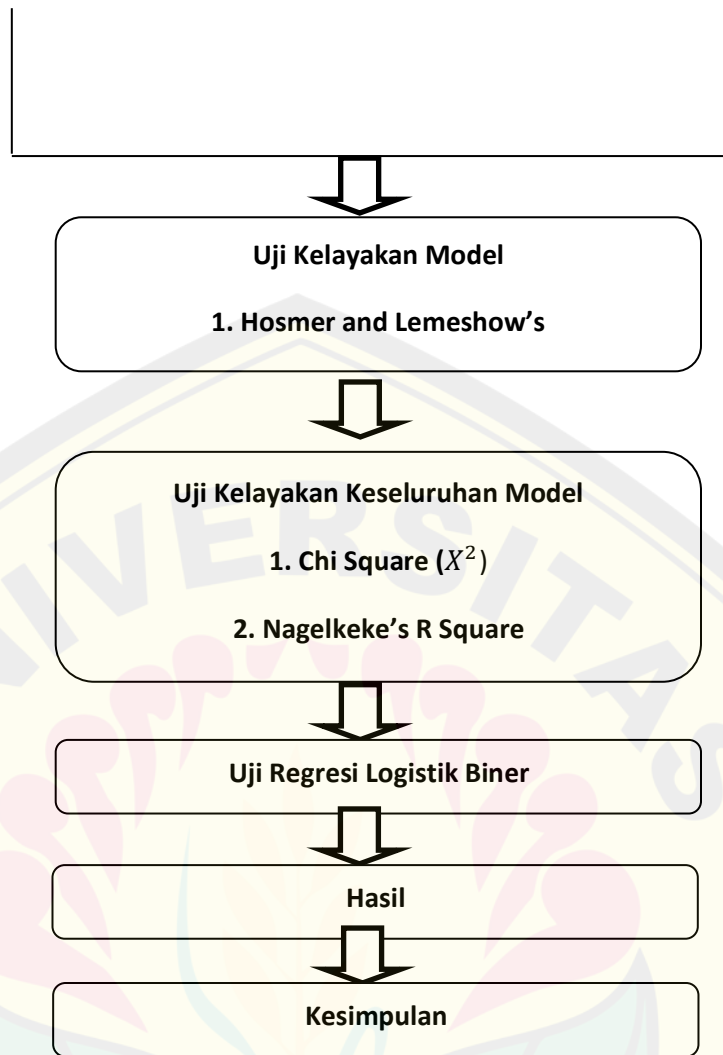 Uji Kelayakan Model
1. Hosmer and Lemeshow’s
Uji Kelayakan Keseluruhan Model
1. Chi Square (X²)
2. Nagelkeke’s R Square
Uji Regresi Logistik Biner
Hasil
Kesimpulan
UNIVERSITAS